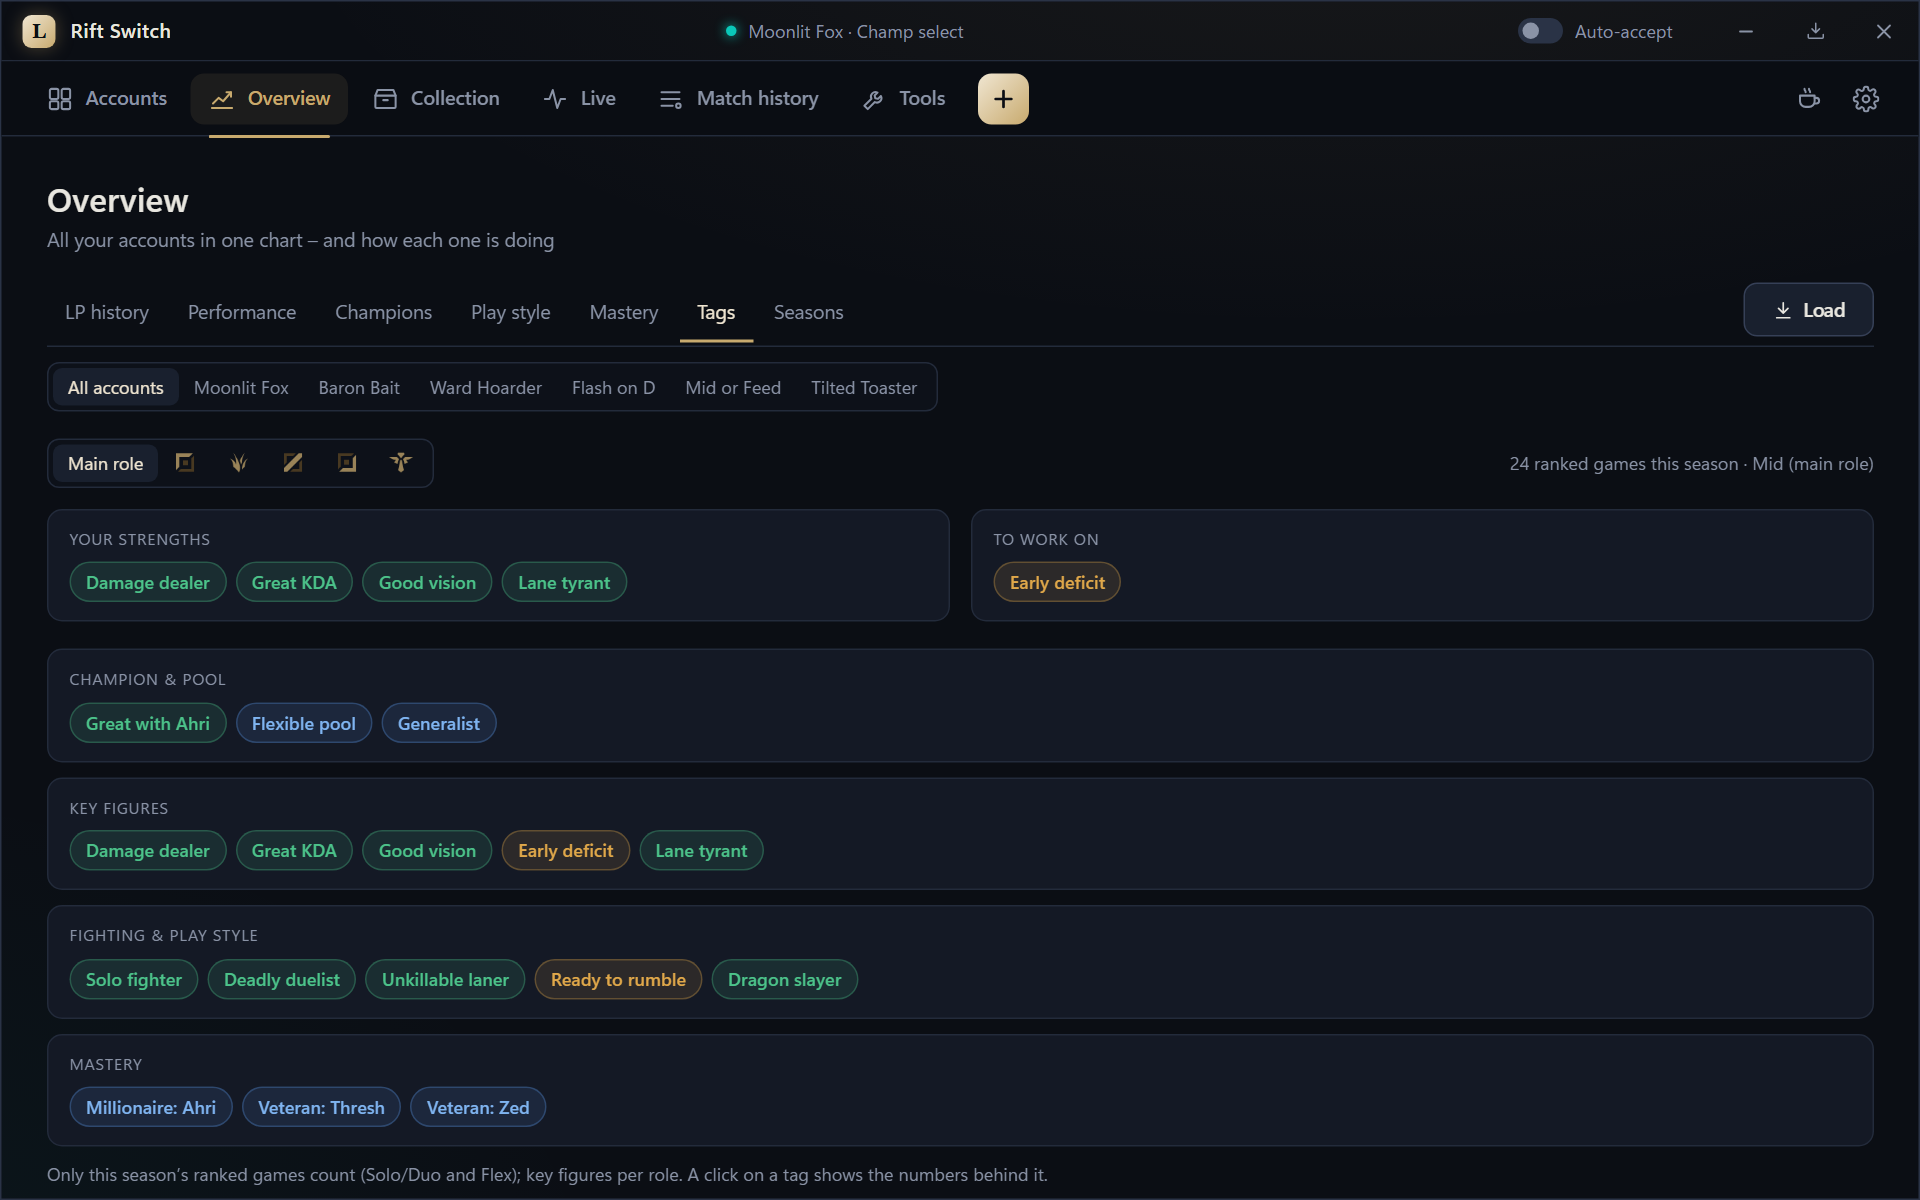 L Rift Switch
Moonlit Fox · Champ select
Auto-accept
Accounts
Overview
Collection
Live
Match history
Tools
Overview
All your accounts in one chart – and how each one is doing
LP history
Performance
Champions
Play style
Mastery
Tags
Seasons
Load
All accounts
Moonlit Fox
Baron Bait
Ward Hoarder
Flash on D
Mid or Feed
Tilted Toaster
Main role
24 ranked games this season · Mid (main role)
YOUR STRENGTHS
Damage dealer
Great KDA
Good vision
Lane tyrant
TO WORK ON
Early deficit
CHAMPION & POOL
Great with Ahri
Flexible pool
Generalist
KEY FIGURES
Damage dealer
Great KDA
Good vision
Early deficit
Lane tyrant
FIGHTING & PLAY STYLE
Solo fighter
Deadly duelist
Unkillable laner
Ready to rumble
Dragon slayer
MASTERY
Millionaire: Ahri
Veteran: Thresh
Veteran: Zed
Only this season’s ranked games count (Solo/Duo and Flex); key figures per role. A click on a tag shows the numbers behind it.